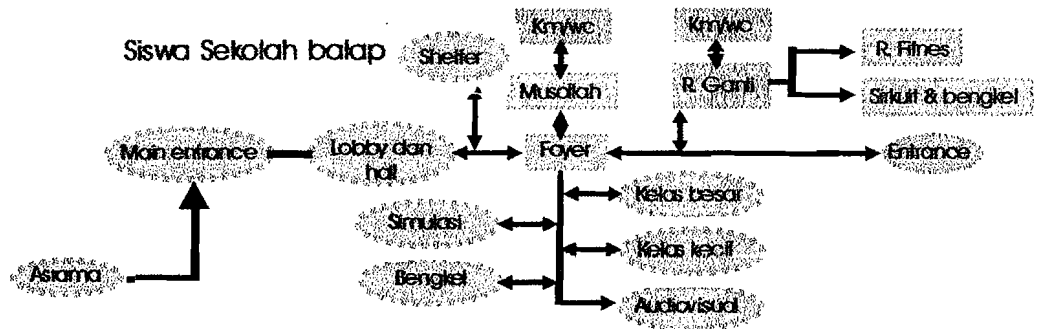 Km/wc
Km/wc
Siswa Sekolah balap
Shelter
R. Fitnes
Musollah
R. Ganti
Sirkuit & bengkel
Main entrance
Lobby dan
hall
Foyer
Entrance
Kelas besar
Simulasi
Kelas kecil
Asrama
Bengkel
Audiovisual